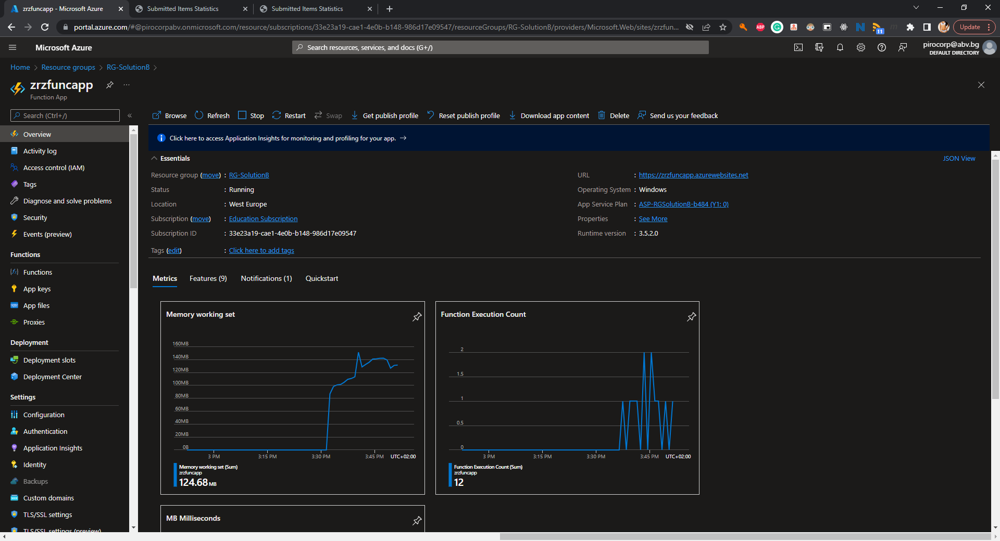 zrzfuncapp - Microsoft Azure
Submitted Items Statistics
Submitted Items Statistics
portal.azure.com/#@pirocorpabv.onmicrosoft.com/resource/subscriptions/33e23a19-cae1-4e0b-b148-986d17e09547/resourceGroups/RG-SolutionB/providers/Microsoft.Web/sites/zrzfun...
ABP
11
Update
Microsoft Azure
Search resources, services, and docs (G+/)
pirocorp@abv.bg
DEFAULT DIRECTORY
Home > Resource groups > RG-SolutionB >
zrzfuncapp
Function App
Search (Ctrl+/)
Overview
Activity log
Access control (IAM)
Tags
Diagnose and solve problems
Security
Events (preview)
Functions
Functions
App keys
App files
Proxies
Deployment
Deployment slots
Deployment Center
Settings
Configuration
Authentication
Application Insights
Identity
Backups
Custom domains
TLS/SSL settings
TLS/SSL settings (preview)
Browse Refresh Stop Restart Swap Get publish profile Reset publish profile Download app content Delete Send us your feedback
Click here to access Application Insights for monitoring and profiling for your app.
Essentials
JSON View
Resource group (move) : RG-SolutionB
Status : Running
Location : West Europe
Subscription (move) : Education Subscription
Subscription ID : 33e23a19-cae1-4e0b-b148-986d17e09547
Tags (edit) : Click here to add tags
URL : https://zrzfuncapp.azurewebsites.net
Operating System : Windows
App Service Plan : ASP-RGSolutionB-b484 (Y1: 0)
Properties : See More
Runtime version : 3.5.2.0
Metrics Features (9) Notifications (1) Quickstart
Memory working set
160MB
140MB
120MB
100MB
80MB
60MB
40MB
20MB
0B
3 PM 3:15 PM 3:30 PM 3:45 PM UTC+02:00
Memory working set (Sum)
zrzfuncapp
124.68 MB
Function Execution Count
2
1.5
1
0.5
0
3 PM 3:15 PM 3:30 PM 3:45 PM UTC+02:00
Function Execution Count (Sum)
zrzfuncapp
12
MB Milliseconds